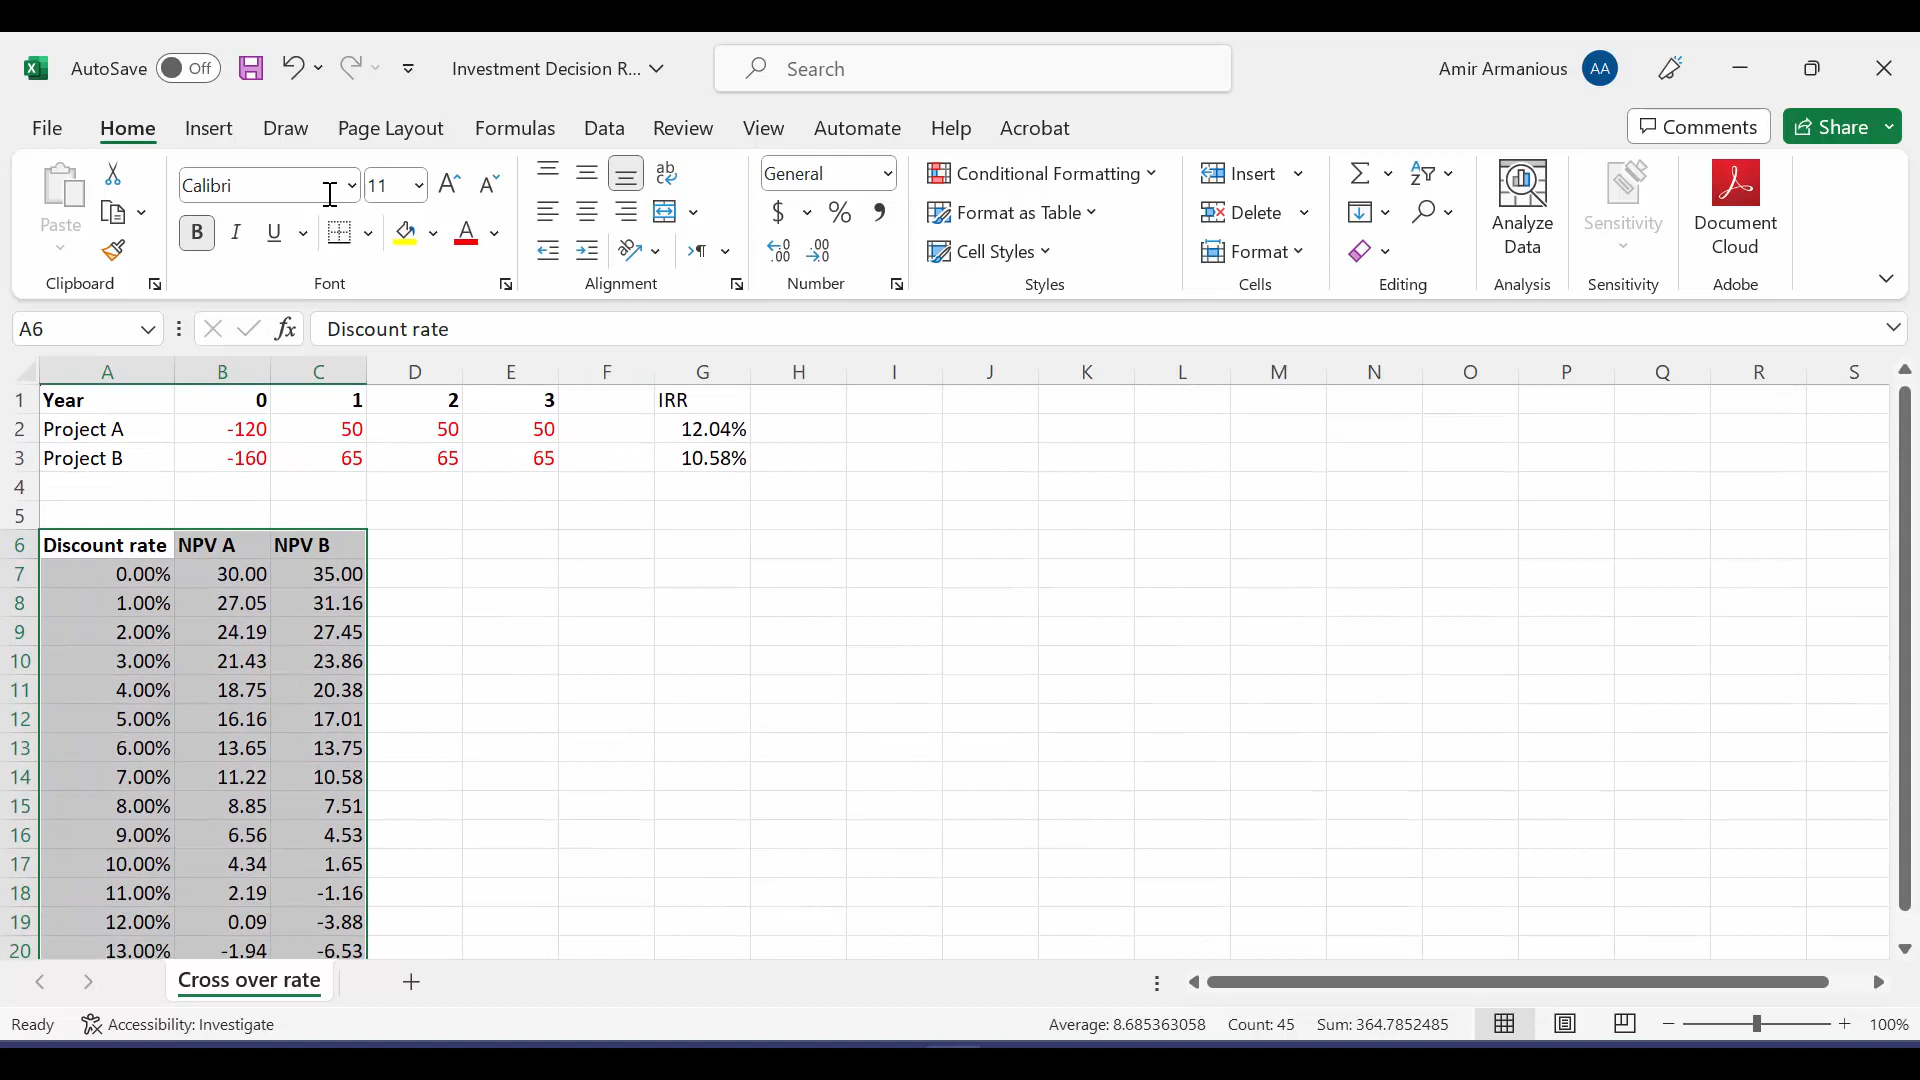 AutoSave Off Investment Decision R... Search Amir Armanious AA
File Home Insert Draw Page Layout Formulas Data Review View Automate Help Acrobat Comments Share
Paste Calibri 11 General Conditional Formatting Insert Analyze Data Sensitivity Document Cloud
Format as Table Delete
B I U A Cell Styles Format
Clipboard Font Alignment Number Styles Cells Editing Analysis Sensitivity Adobe
A6 fx Discount rate
A B C D E F G H I J K L M N O P Q R S
1 Year 0 1 2 3 IRR
2 Project A -120 50 50 50 12.04%
3 Project B -160 65 65 65 10.58%
4
5
6 Discount rate NPV A NPV B
7 0.00% 30.00 35.00
8 1.00% 27.05 31.16
9 2.00% 24.19 27.45
10 3.00% 21.43 23.86
11 4.00% 18.75 20.38
12 5.00% 16.16 17.01
13 6.00% 13.65 13.75
14 7.00% 11.22 10.58
15 8.00% 8.85 7.51
16 9.00% 6.56 4.53
17 10.00% 4.34 1.65
18 11.00% 2.19 -1.16
19 12.00% 0.09 -3.88
20 13.00% -1.94 -6.53
Cross over rate
Ready Accessibility: Investigate Average: 8.685363058 Count: 45 Sum: 364.7852485 100%